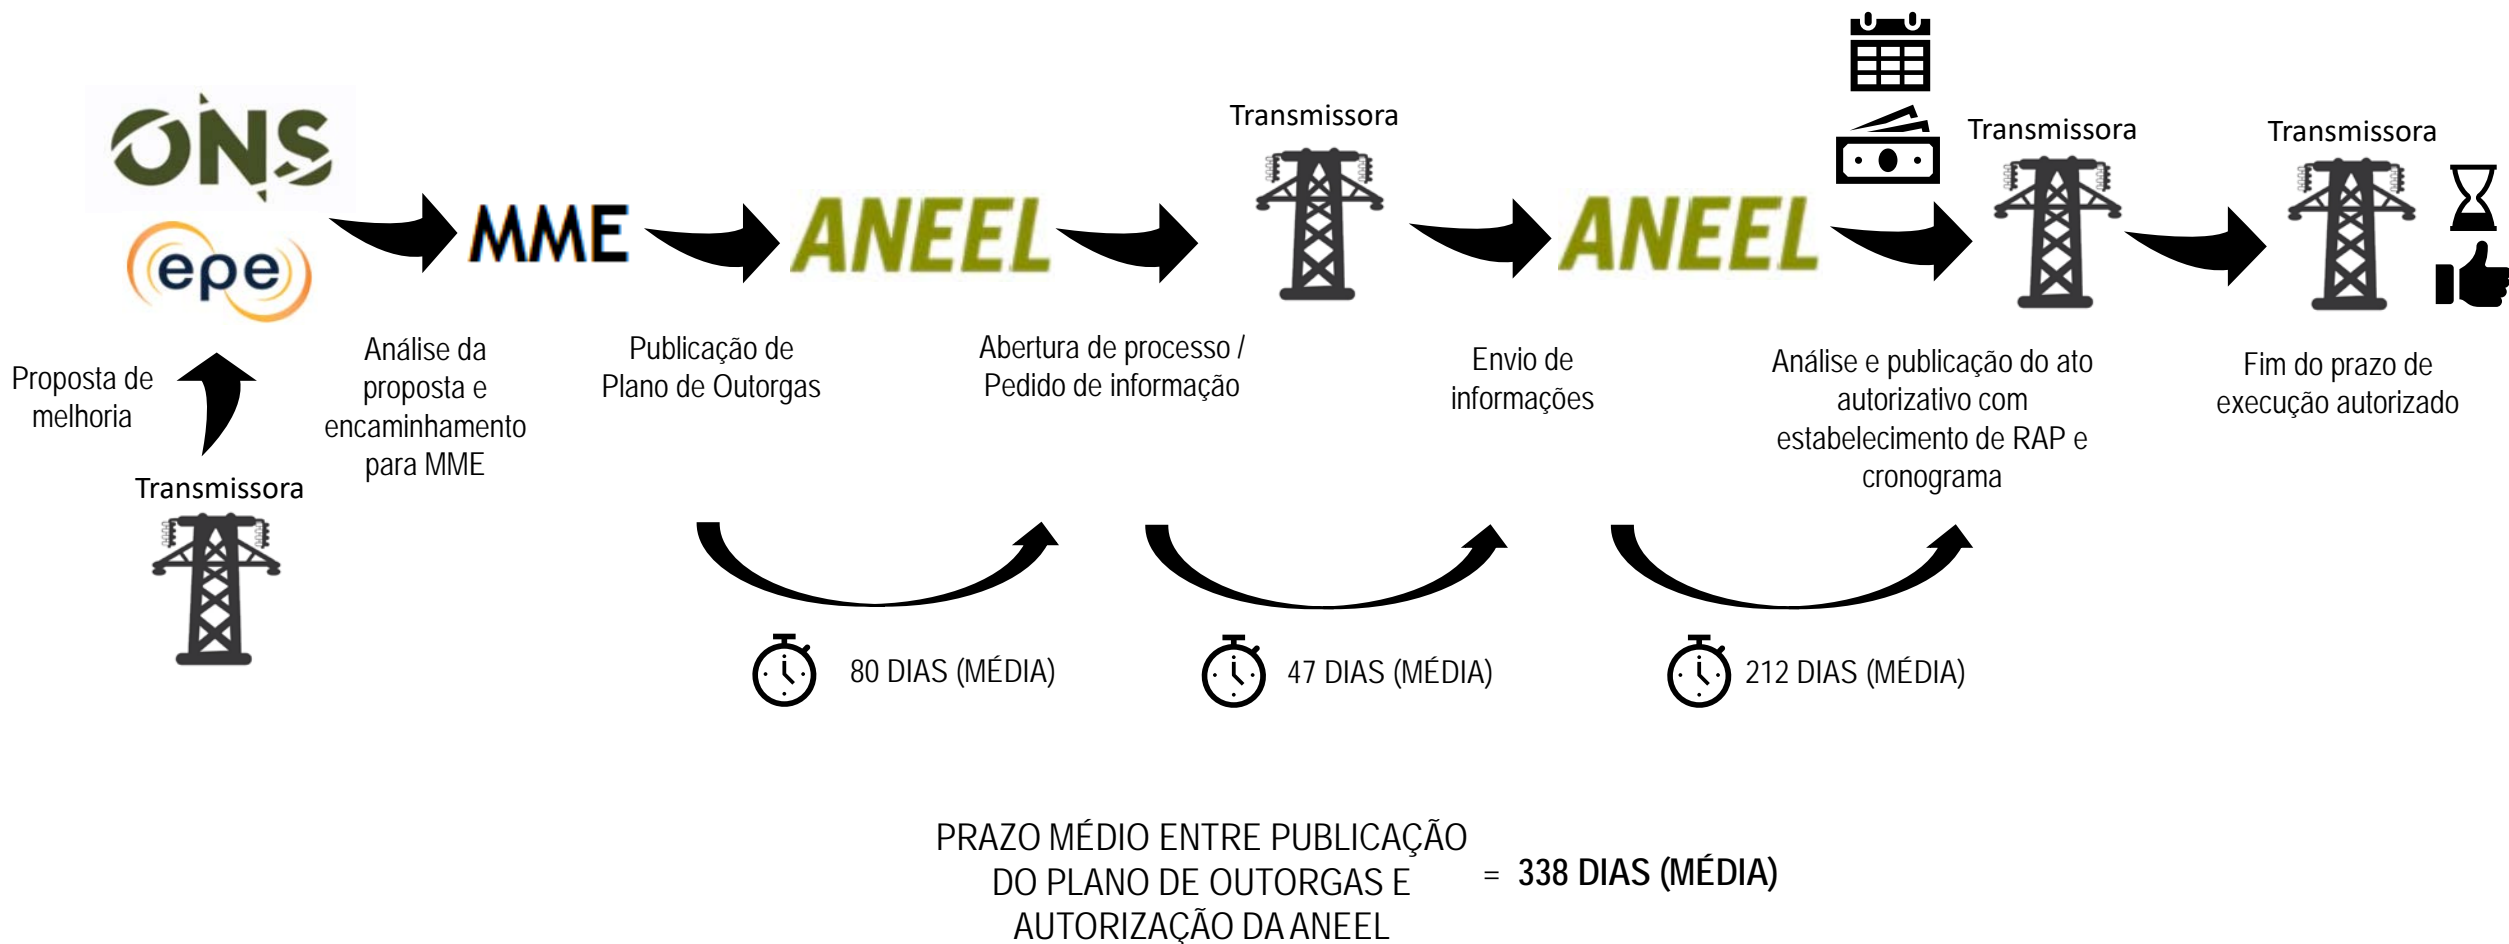 ONS
epe
MME
ANEEL
Transmissora
ANEEL
Transmissora
Transmissora
Proposta de
melhoria
Transmissora
Análise da
proposta e
encaminhamento
para MME
Publicação de
Plano de Outorgas
Abertura de processo /
Pedido de informação
Envio de
informações
Análise e publicação do ato
autorizativo com
estabelecimento de RAP e
cronograma
Fim do prazo de
execução autorizado
80 DIAS (MÉDIA)
47 DIAS (MÉDIA)
212 DIAS (MÉDIA)
PRAZO MÉDIO ENTRE PUBLICAÇÃO
DO PLANO DE OUTORGAS E
AUTORIZAÇÃO DA ANEEL
= 338 DIAS (MÉDIA)